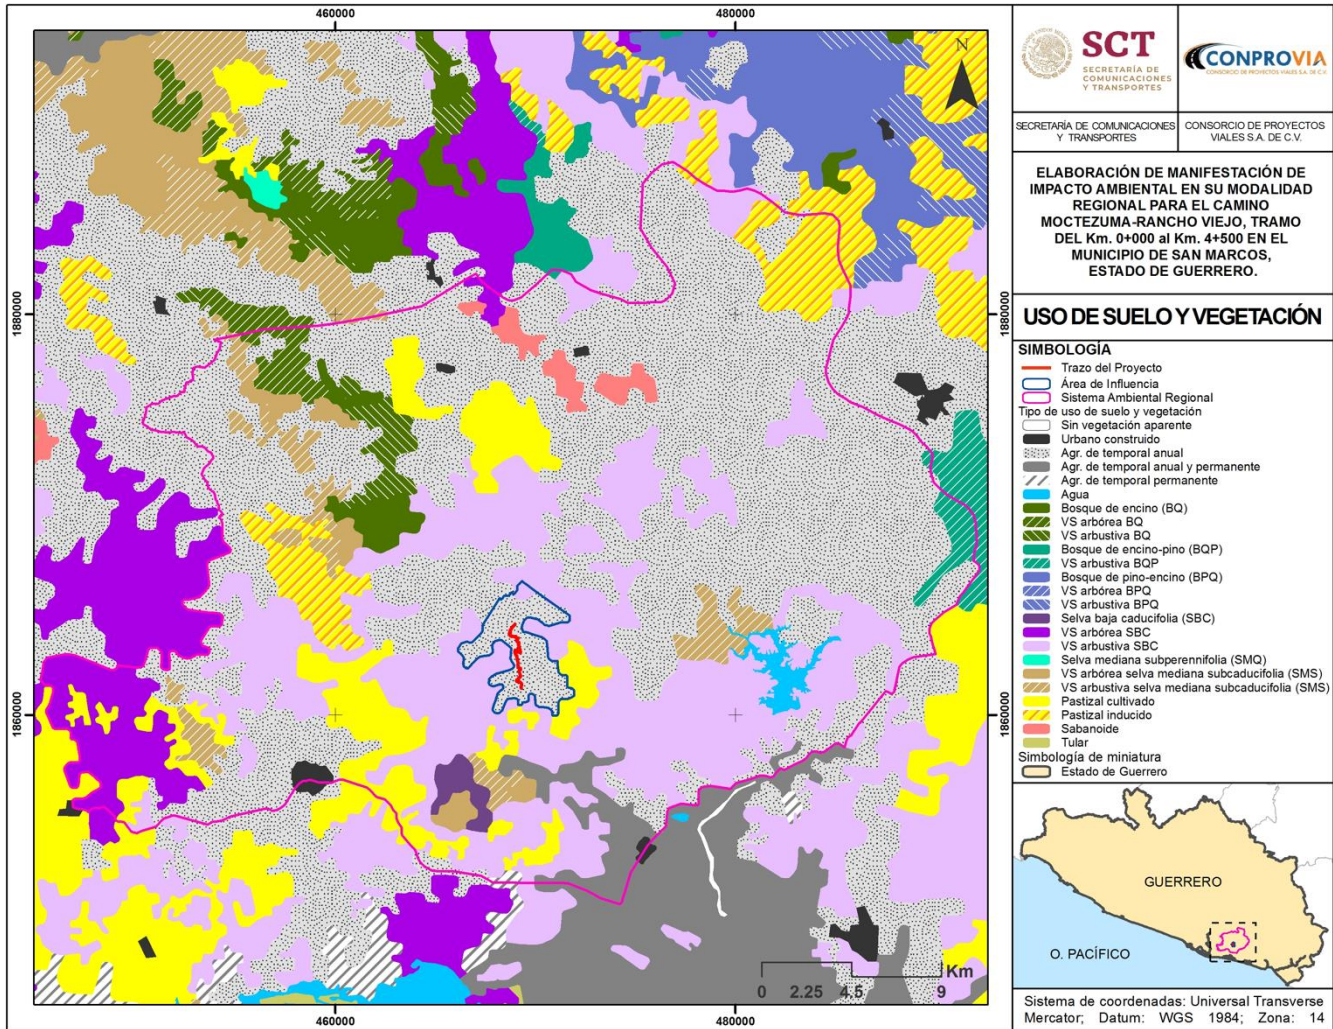 460000
480000
N
1880000
1880000
1860000
1860000
Km
0 2.25 4.5 9
460000
480000
SCT
SECRETARÍA DE
COMUNICACIONES
Y TRANSPORTES
CONPROVIA
CONSORCIO DE PROYECTOS VIALES S.A. DE C.V.
SECRETARÍA DE COMUNICACIONES
Y TRANSPORTES
CONSORCIO DE PROYECTOS
VIALES S.A. DE C.V.
ELABORACIÓN DE MANIFESTACIÓN DE
IMPACTO AMBIENTAL EN SU MODALIDAD
REGIONAL PARA EL CAMINO
MOCTEZUMA-RANCHO VIEJO, TRAMO
DEL Km. 0+000 al Km. 4+500 EN EL
MUNICIPIO DE SAN MARCOS,
ESTADO DE GUERRERO.
USO DE SUELO Y VEGETACIÓN
SIMBOLOGÍA
Trazo del Proyecto
Área de Influencia
Sistema Ambiental Regional
Tipo de uso de suelo y vegetación
Sin vegetación aparente
Urbano construido
Agr. de temporal anual
Agr. de temporal anual y permanente
Agr. de temporal permanente
Agua
Bosque de encino (BQ)
VS arbórea BQ
VS arbustiva BQ
Bosque de encino-pino (BQP)
VS arbustiva BQP
Bosque de pino-encino (BPQ)
VS arbórea BPQ
VS arbustiva BPQ
Selva baja caducifolia (SBC)
VS arbórea SBC
VS arbustiva SBC
Selva mediana subperennifolia (SMQ)
VS arbórea selva mediana subcaducifolia (SMS)
VS arbustiva selva mediana subcaducifolia (SMS)
Pastizal cultivado
Pastizal inducido
Sabanoide
Tular
Simbología de miniatura
Estado de Guerrero
GUERRERO
O. PACÍFICO
Sistema de coordenadas: Universal Transverse
Mercator; Datum: WGS 1984; Zona: 14